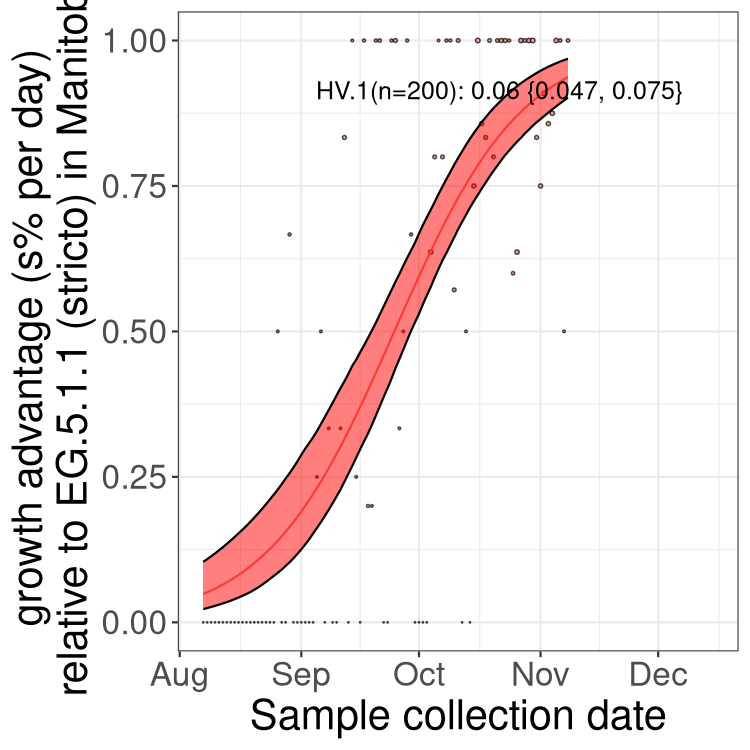 growth advantage (s% per day)
relative to EG.5.1.1 (stricto) in Manitob
1.00
0.75
0.50
0.25
0.00
HV.1(n=200): 0.06 {0.047, 0.075}
Aug Sep Oct Nov Dec
Sample collection date